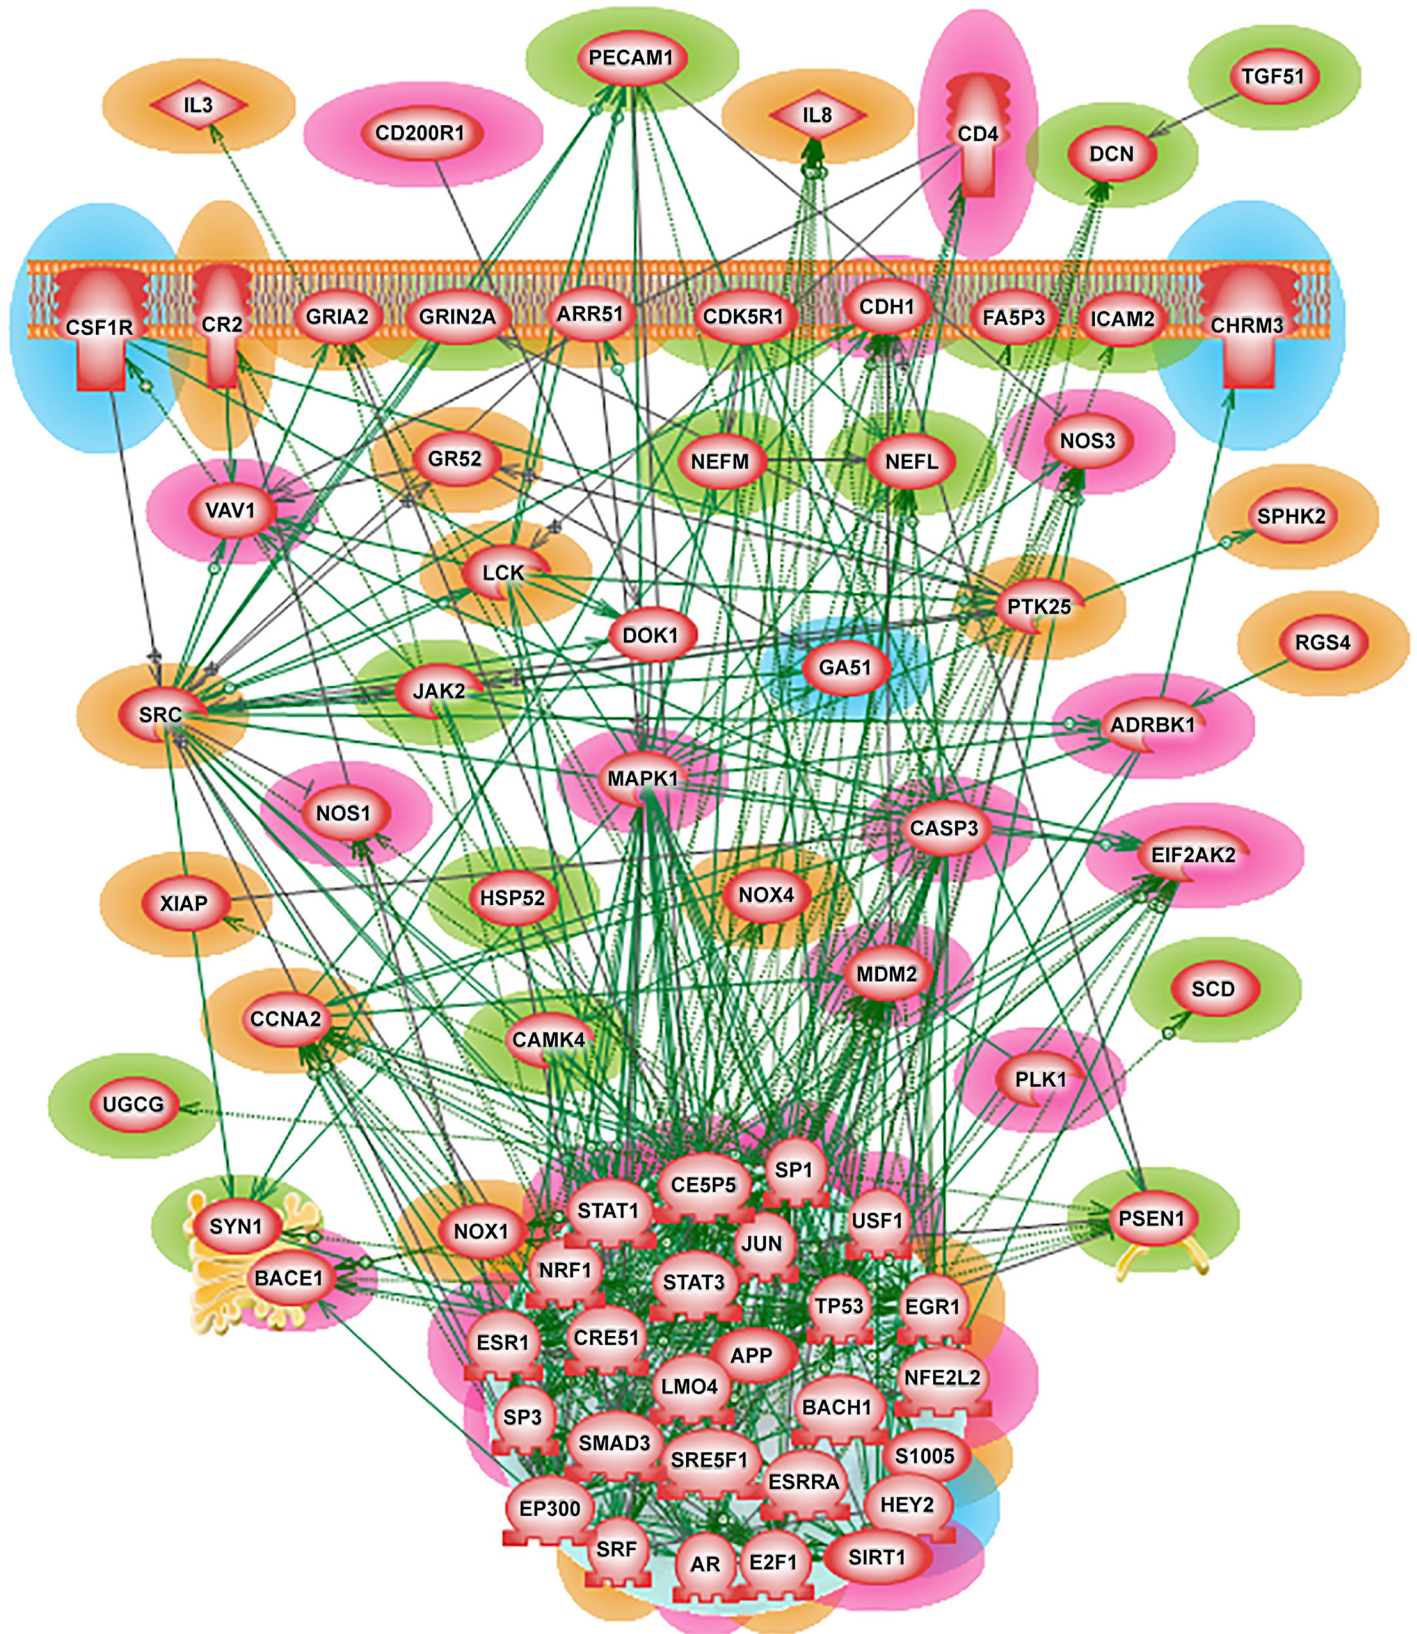 PECAM1
TGF51
IL3
CD200R1
IL8
CD4
DCN
CSF1R
CR2
GRIA2
GRIN2A
ARR51
CDK5R1
CDH1
FA5P3
ICAM2
CHRM3
GR52
NEFM
NEFL
NOS3
VAV1
SPHK2
LCK
PTK25
DOK1
RGS4
GA51
JAK2
SRC
ADRBK1
MAPK1
NOS1
CASP3
EIF2AK2
XIAP
HSP52
NOX4
MDM2
SCD
CCNA2
CAMK4
PLK1
UGCG
SP1
CE5P5
STAT1
USF1
PSEN1
SYN1
NOX1
JUN
NRF1
BACE1
STAT3
TP53
EGR1
ESR1
CRE51
APP
NFE2L2
LMO4
BACH1
SP3
SMAD3
SRE5F1
S1005
ESRRA
EP300
HEY2
SRF
AR
E2F1
SIRT1